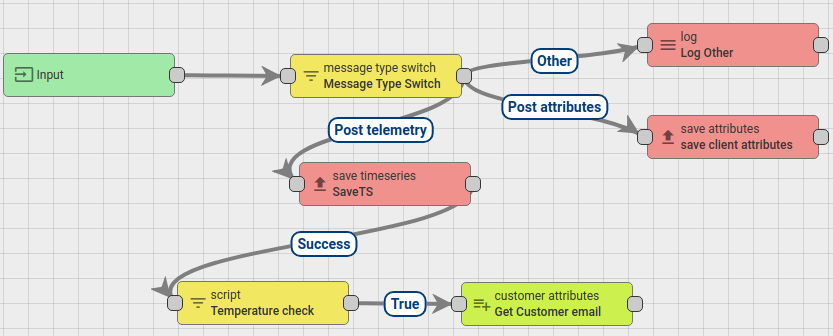 Input
message type switch
Message Type Switch
Other
log
Log Other
Post attributes
save attributes
save client attributes
Post telemetry
save timeseries
SaveTS
Success
script
Temperature check
True
customer attributes
Get Customer email